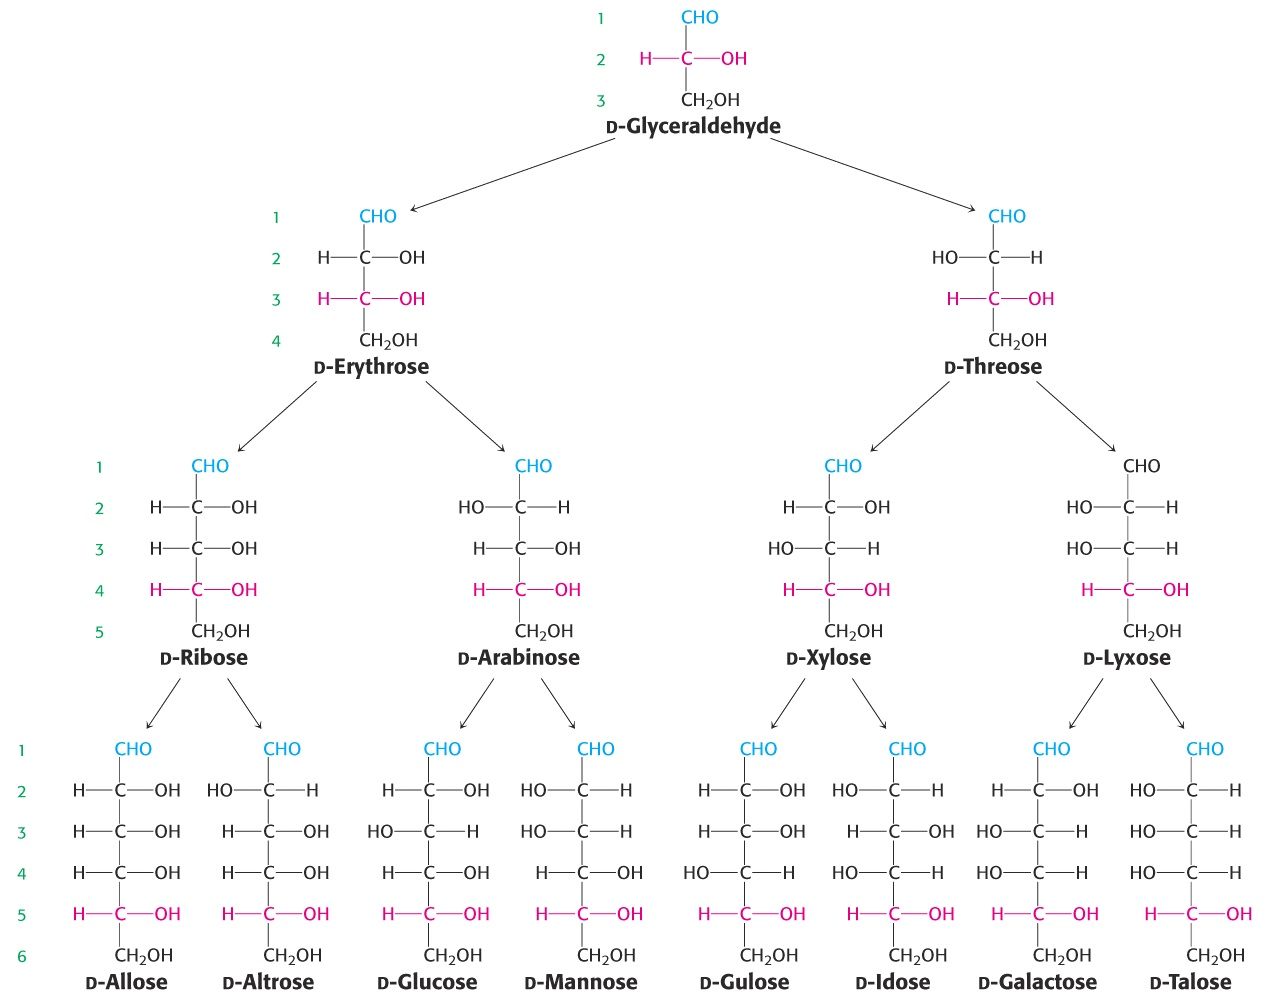 1 CHO
2 H C OH
3 CH2OH
D-Glyceraldehyde
1 CHO CHO
2 H C OH HO C H
3 H C OH H C OH
4 CH2OH CH2OH
D-Erythrose D-Threose
1 CHO CHO CHO CHO
2 H C OH HO C H H C OH HO C H
3 H C OH H C OH HO C H HO C H
4 H C OH H C OH H C OH H C OH
5 CH2OH CH2OH CH2OH CH2OH
D-Ribose D-Arabinose D-Xylose D-Lyxose
1 CHO CHO CHO CHO CHO CHO CHO CHO
2 H C OH HO C H H C OH HO C H H C OH HO C H H C OH HO C H
3 H C OH H C OH HO C H HO C H H C OH H C OH HO C H HO C H
4 H C OH H C OH H C OH H C OH HO C H HO C H HO C H HO C H
5 H C OH H C OH H C OH H C OH H C OH H C OH H C OH H C OH
6 CH2OH CH2OH CH2OH CH2OH CH2OH CH2OH CH2OH CH2OH
D-Allose D-Altrose D-Glucose D-Mannose D-Gulose D-Idose D-Galactose D-Talose